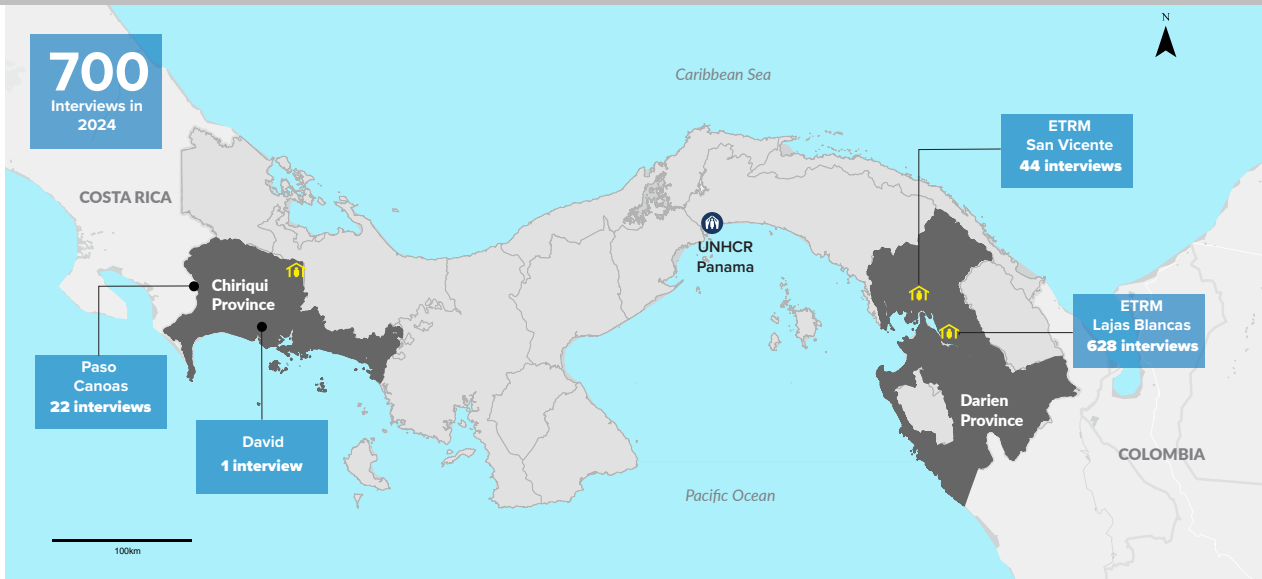 700
Interviews in
2024
N
Caribbean Sea
ETRM
San Vicente
44 interviews
COSTA RICA
UNHCR
Panama
Chiriqui
Province
ETRM
Lajas Blancas
628 interviews
Paso
Canoas
22 interviews
Darien
Province
David
1 interview
COLOMBIA
Pacific Ocean
100km